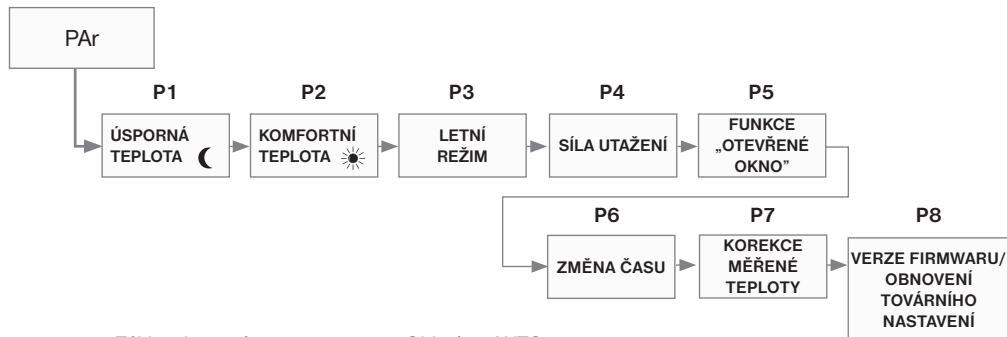 PAr
P1 P2 P3 P4 P5
ÚSPORNÁ
TEPLOTA
KOMFORTNÍ
TEPLOTA
LETNÍ
REŽIM
SÍLA UTAŽENÍ
FUNKCE
„OTEVŘENÉ
OKNO”
P6 P7 P8
ZMĚNA ČASU
KOREKCE
MĚŘENÉ
TEPLOTY
VERZE FIRMWARU/
OBNOVENÍ
TOVÁRNÍHO
NASTAVENÍ